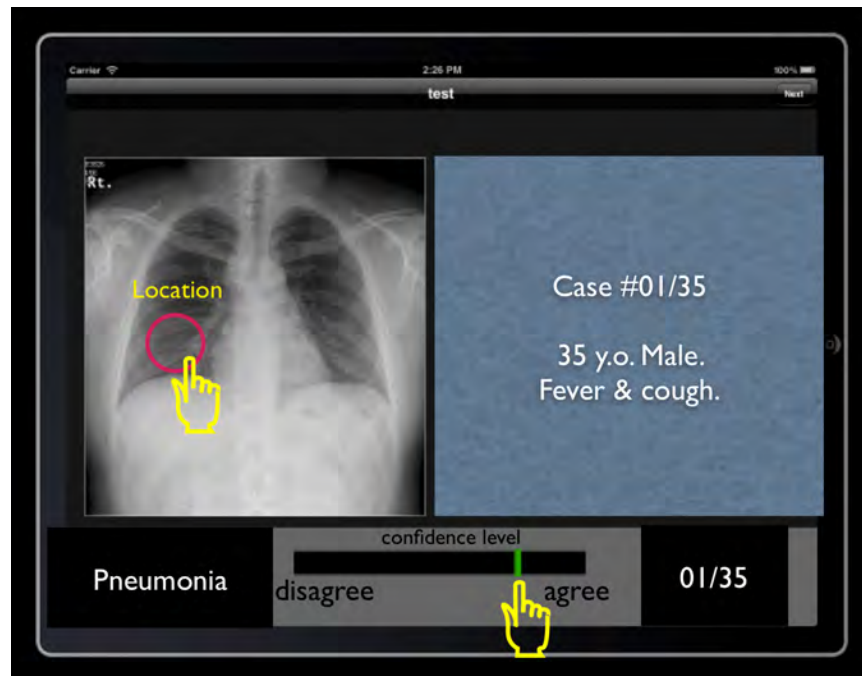 Carrier
2:26 PM
100%
test
Next
Rt.
Location
Case #01/35
35 y.o. Male.
Fever & cough.
confidence level
Pneumonia
disagree
agree
01/35